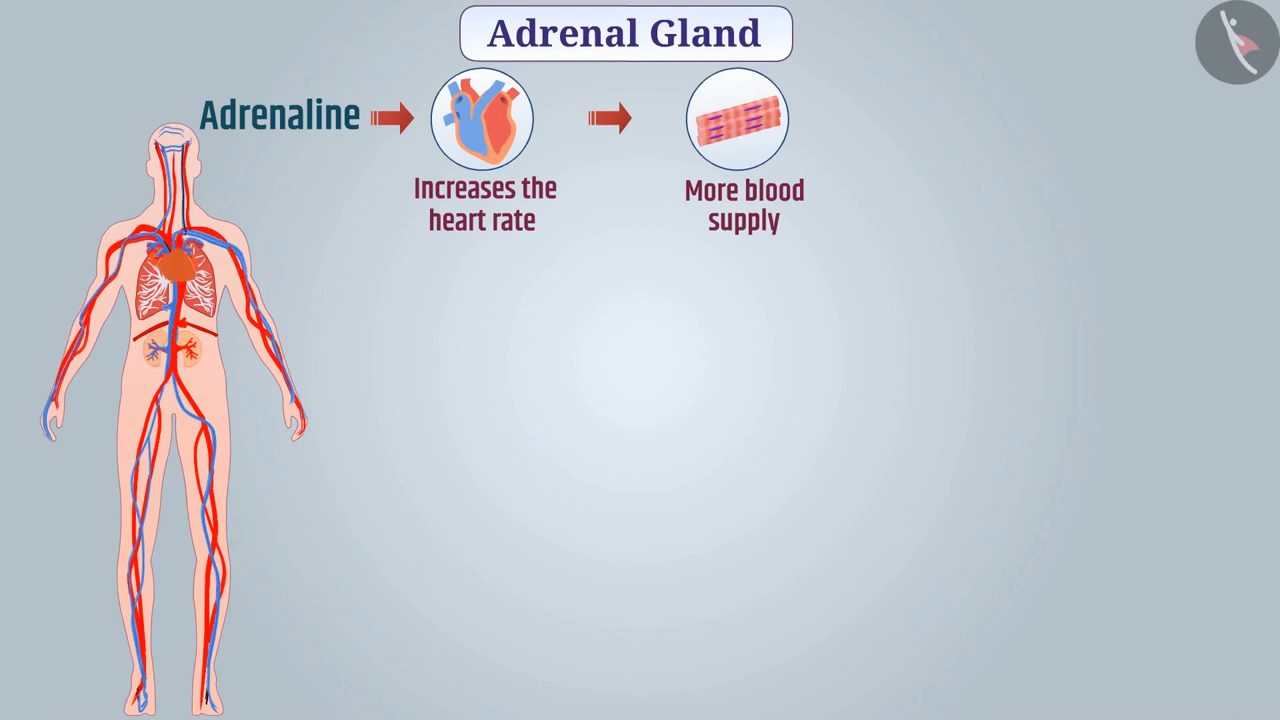 Adrenal Gland
Adrenaline
Increases the
heart rate
More blood
supply